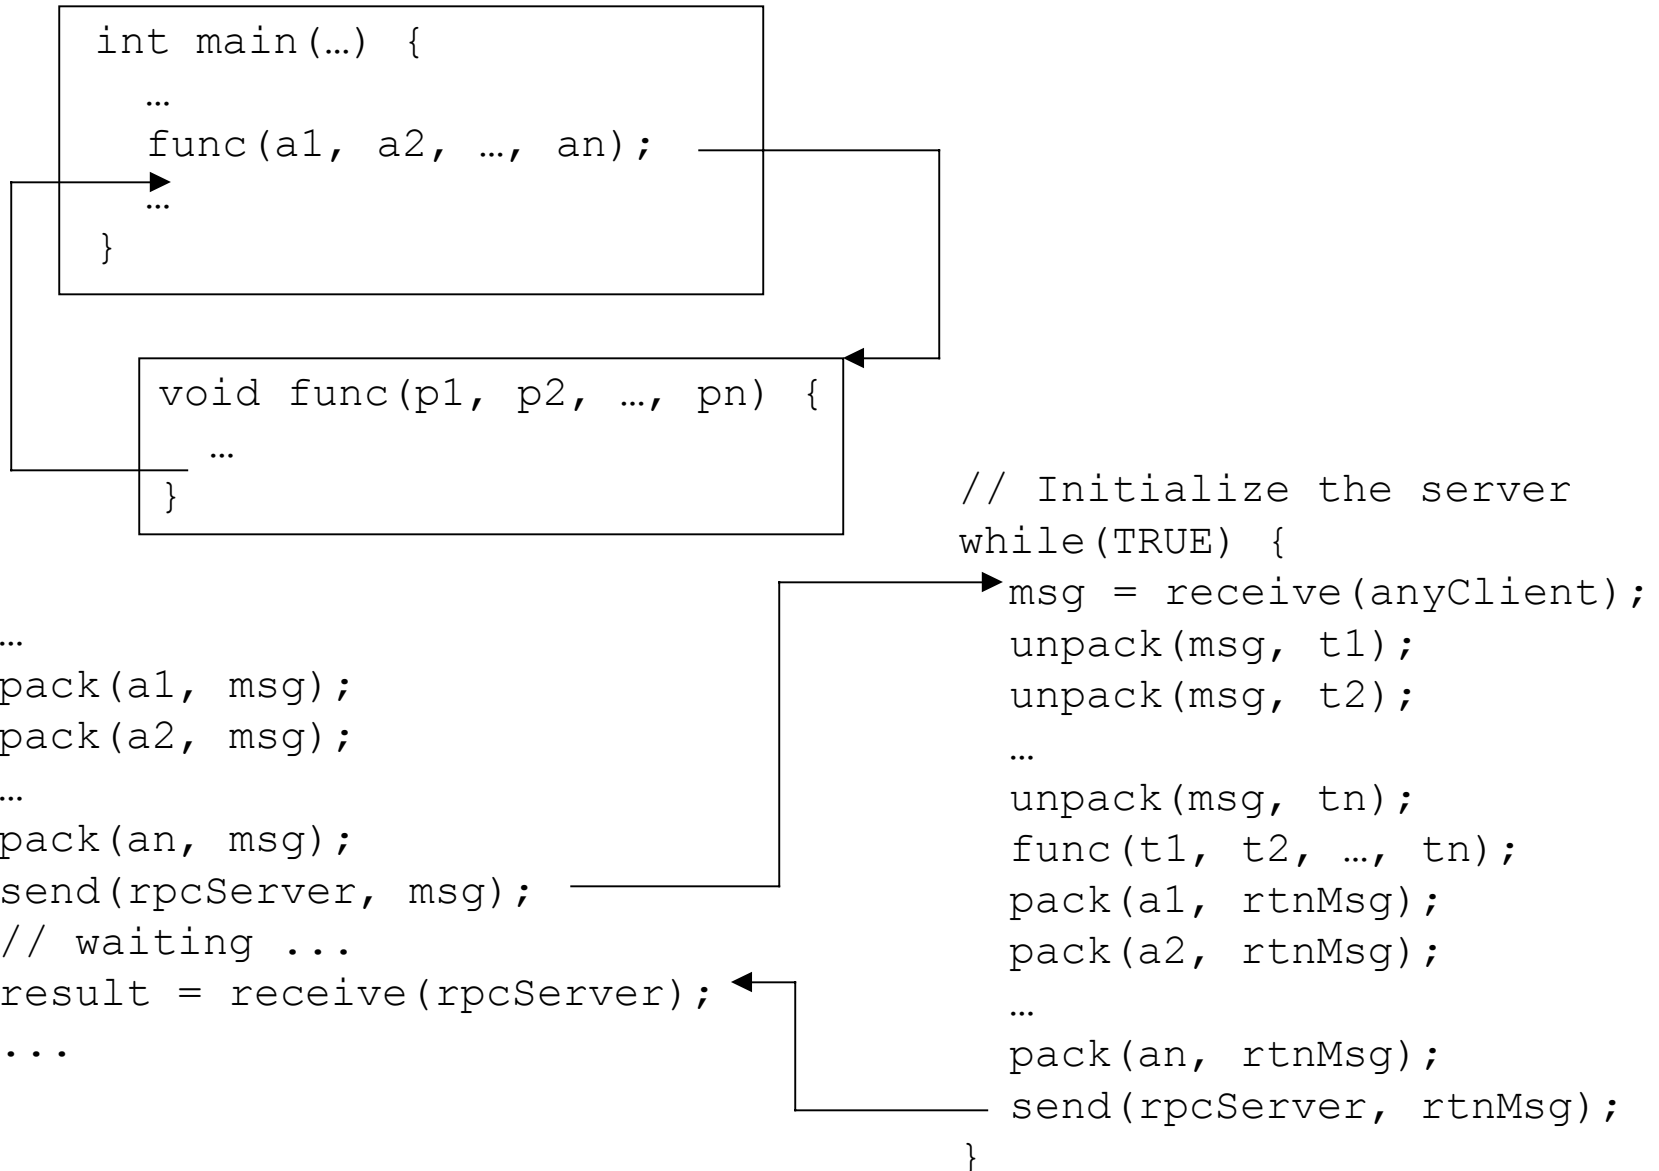 int main(…) {
…
func(a1, a2, …, an);
…
}
void func(p1, p2, …, pn) {
…
}
…
pack(a1, msg);
pack(a2, msg);
…
pack(an, msg);
send(rpcServer, msg);
// waiting ...
result = receive(rpcServer);
...
// Initialize the server
while(TRUE) {
msg = receive(anyClient);
unpack(msg, t1);
unpack(msg, t2);
…
unpack(msg, tn);
func(t1, t2, …, tn);
pack(a1, rtnMsg);
pack(a2, rtnMsg);
…
pack(an, rtnMsg);
send(rpcServer, rtnMsg);
}